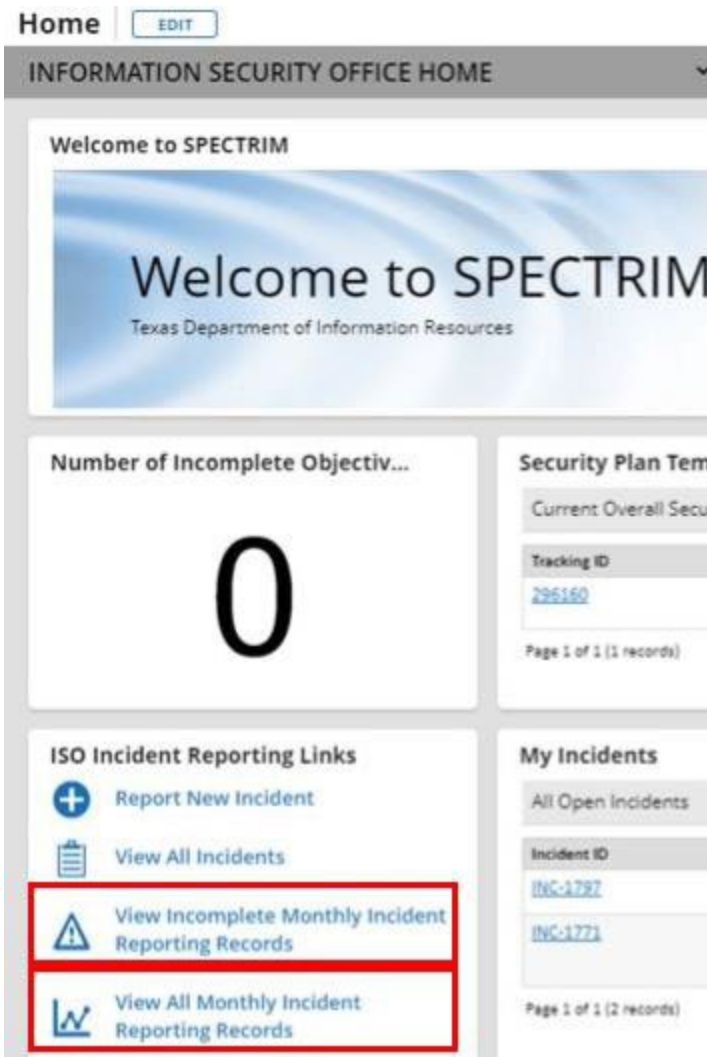 Home
EDIT
INFORMATION SECURITY OFFICE HOME
Welcome to SPECTRIM
Welcome to SPECTRIM
Texas Department of Information Resources
Number of Incomplete Objectiv...
0
Security Plan Tem
Current Overall Secu
Tracking ID
296160
Page 1 of 1 (1 records)
ISO Incident Reporting Links
Report New Incident
View All Incidents
View Incomplete Monthly Incident
Reporting Records
View All Monthly Incident
Reporting Records
My Incidents
All Open Incidents
Incident ID
INC-1797
INC-1771
Page 1 of 1 (2 records)